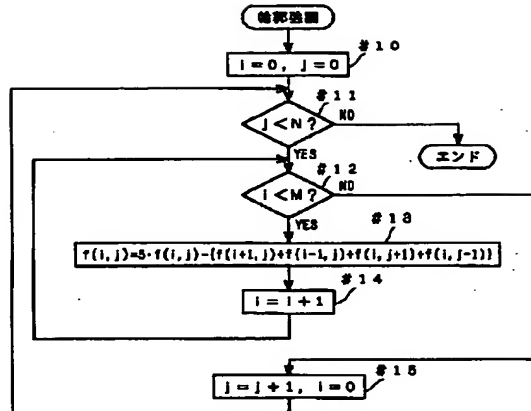 輪郭強調
#10
i=0, j=0
#11
j<N?
NO
エンド
YES
#12
i<M?
NO
YES
#13
f(i,j)=5・f(i,j)-{f(i+1,j)+f(i-1,j)+f(i,j+1)+f(i,j-1)}
#14
i=i+1
#15
j=j+1, i=0